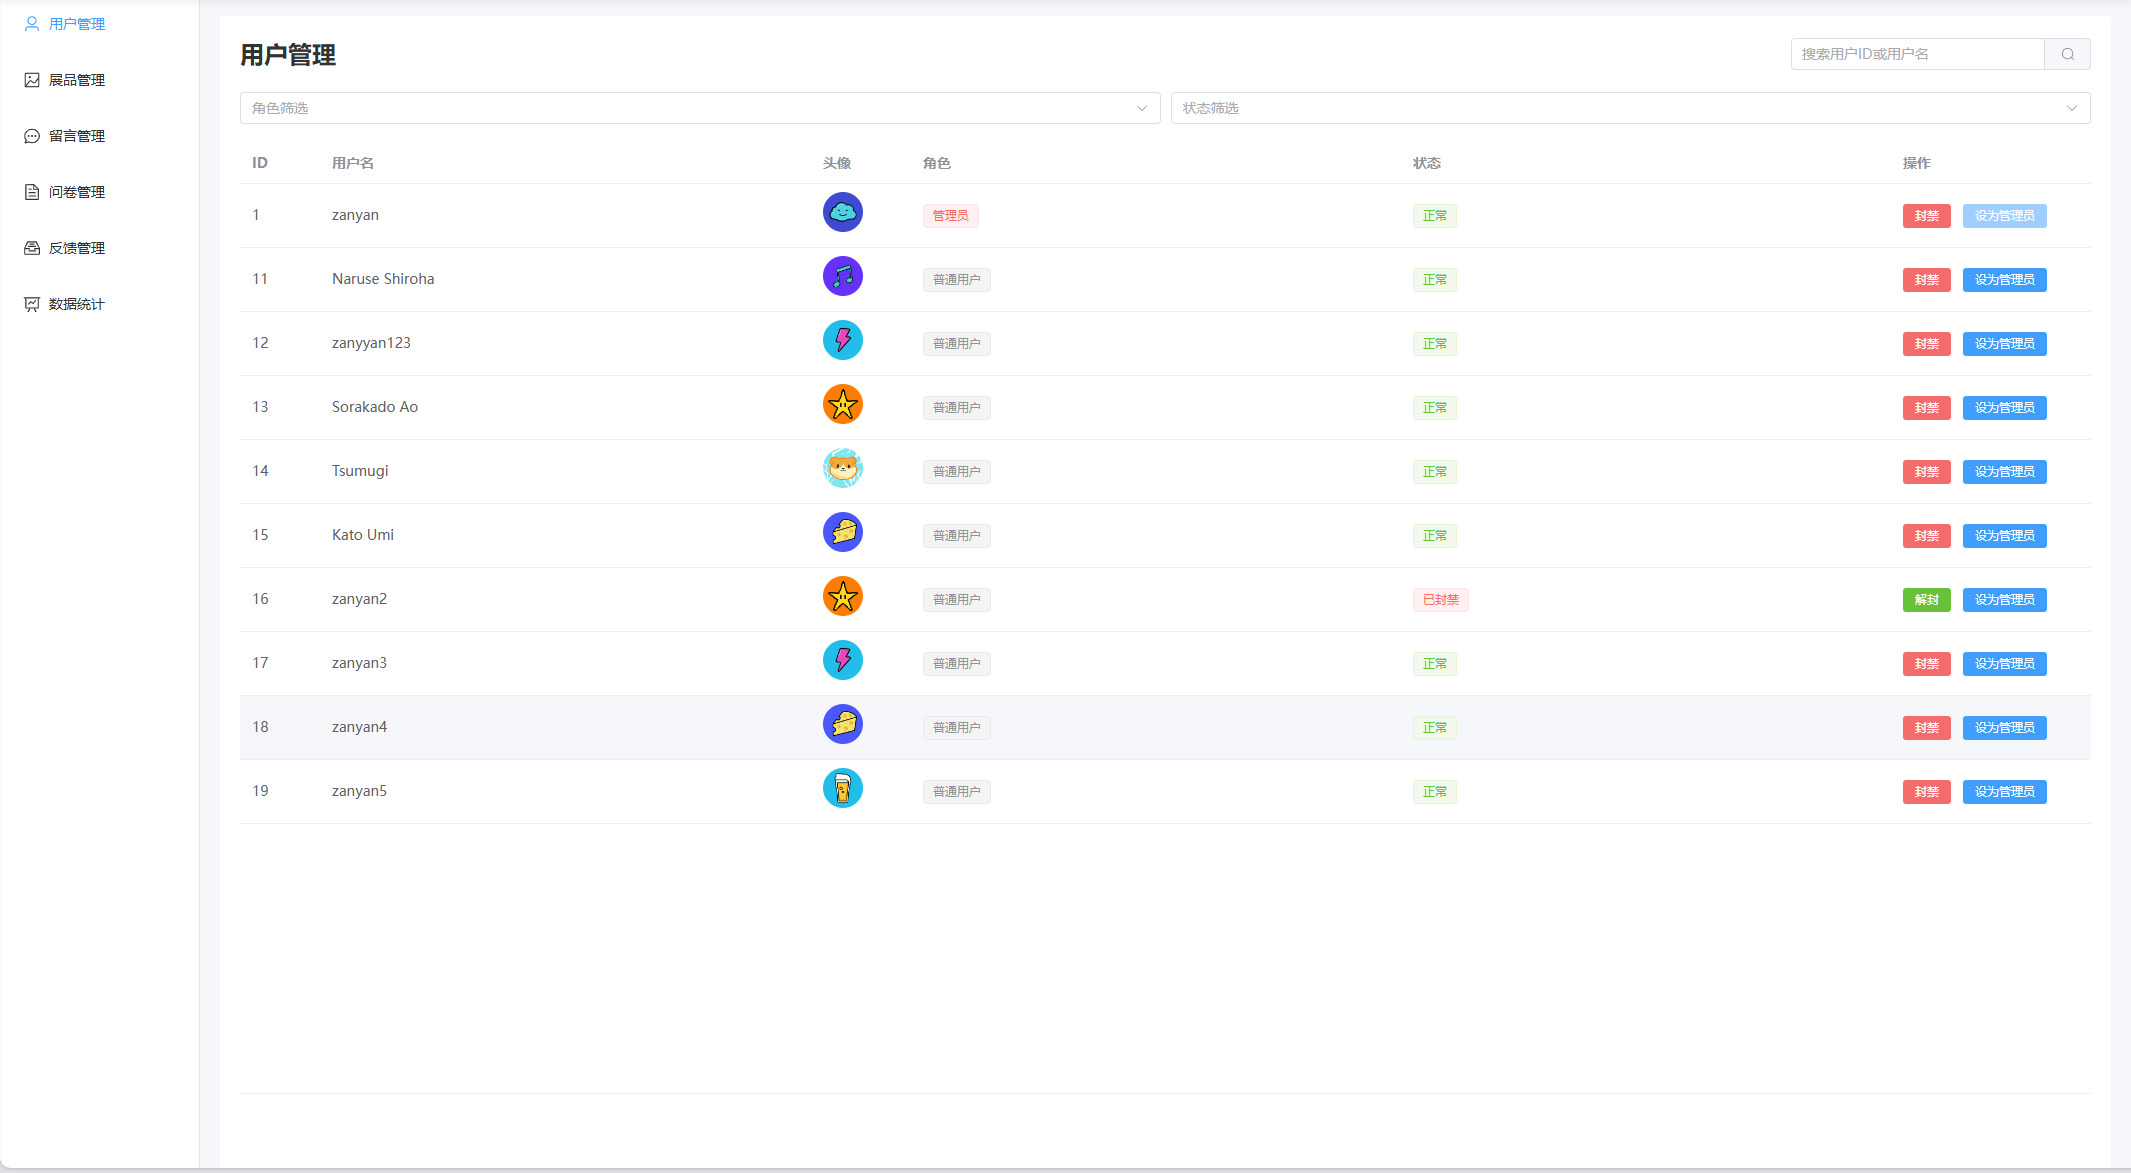 用户管理
展品管理
留言管理
问卷管理
反馈管理
数据统计
用户管理
搜索用户ID或用户名
角色筛选 状态筛选
ID 用户名 头像 角色 状态 操作
1 zanyan 管理员 正常 封禁 设为管理员
11 Naruse Shiroha 普通用户 正常 封禁 设为管理员
12 zanyyan123 普通用户 正常 封禁 设为管理员
13 Sorakado Ao 普通用户 正常 封禁 设为管理员
14 Tsumugi 普通用户 正常 封禁 设为管理员
15 Kato Umi 普通用户 正常 封禁 设为管理员
16 zanyan2 普通用户 已封禁 解封 设为管理员
17 zanyan3 普通用户 正常 封禁 设为管理员
18 zanyan4 普通用户 正常 封禁 设为管理员
19 zanyan5 普通用户 正常 封禁 设为管理员